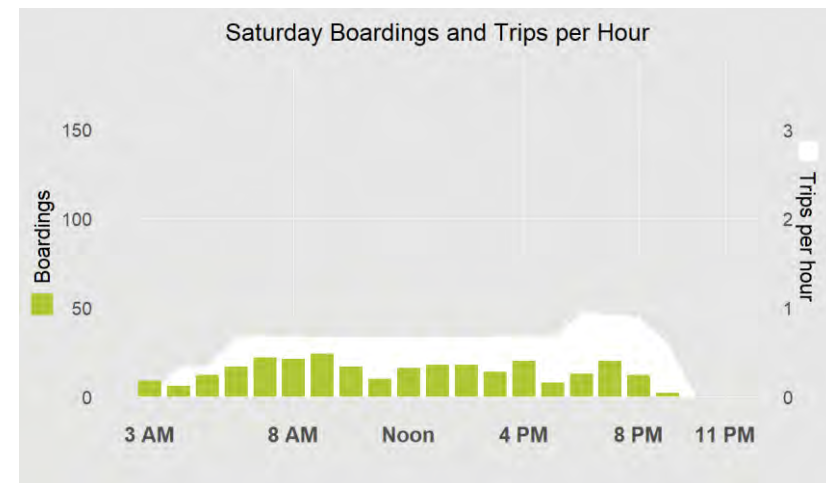 Saturday Boardings and Trips per Hour
150
100
50
0
Boardings
3
2
1
0
Trips per hour
3 AM 8 AM Noon 4 PM 8 PM 11 PM